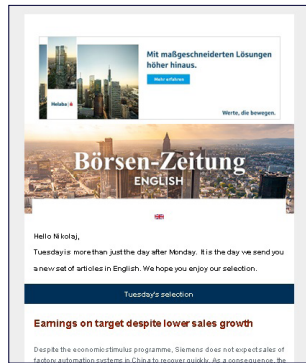 Mit maßgeschneiderten Lösungen
höher hinaus.
Mehr erfahren
Helaba
Werte, die bewegen.
Börsen-Zeitung
ENGLISH
Hello Nikolaj,
Tuesday is more than just the day after Monday. It is the day we send you
a new set of articles in English. We hope you enjoy our selection.
Tuesday's selection
Earnings on target despite lower sales growth
Despite the economic stimulus programme, Siemens does not expect sales of
factory automation systems in China to recover quickly. As a consequence, the